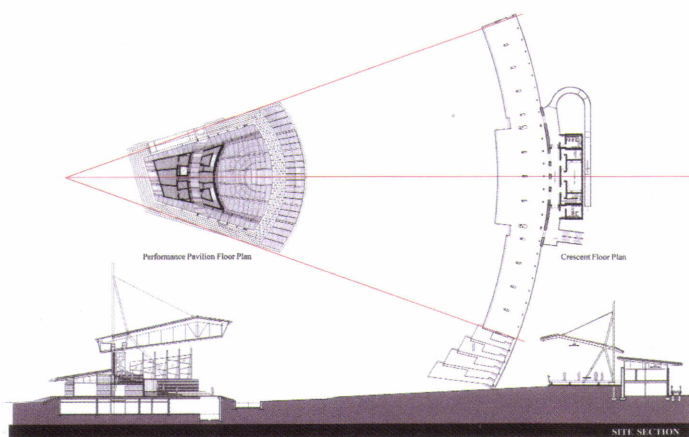 Performance Pavilion Floor Plan
Crescent Floor Plan
SITE SECTION